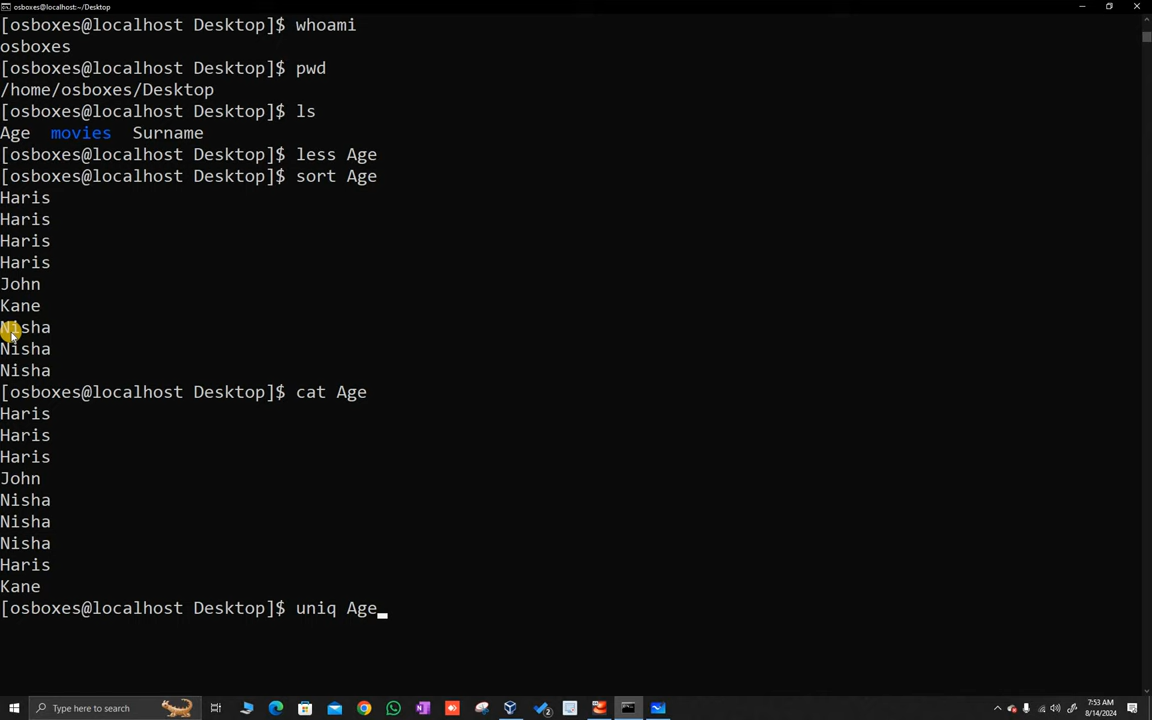 osboxes@localhost:~/Desktop
[osboxes@localhost Desktop]$ whoami
osboxes
[osboxes@localhost Desktop]$ pwd
/home/osboxes/Desktop
[osboxes@localhost Desktop]$ ls
Age movies Surname
[osboxes@localhost Desktop]$ less Age
[osboxes@localhost Desktop]$ sort Age
Haris
Haris
Haris
Haris
John
Kane
Nisha
Nisha
Nisha
[osboxes@localhost Desktop]$ cat Age
Haris
Haris
Haris
John
Nisha
Nisha
Nisha
Haris
Kane
[osboxes@localhost Desktop]$ uniq Age
Type here to search
2
7:53 AM
8/14/2024